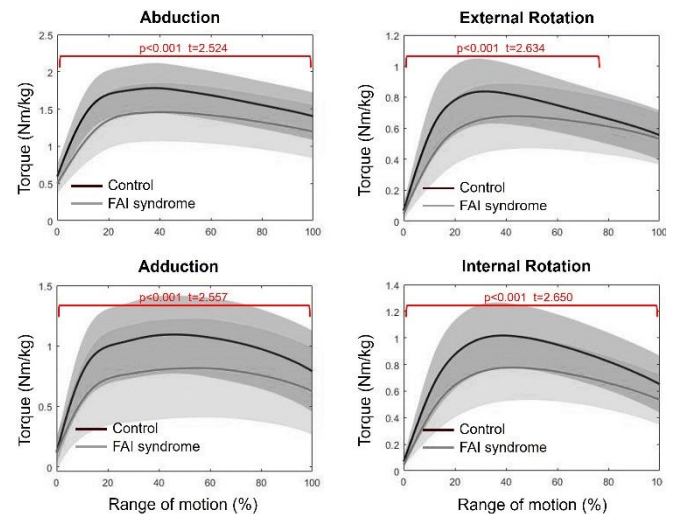 Abduction
2.5
2
1.5
1
0.5
0
Torque (Nm/kg)
p<0.001 t=2.524
Control
FAI syndrome
0 20 40 60 80 100
External Rotation
1.2
1
0.8
0.6
0.4
0.2
0
Torque (Nm/kg)
p<0.001 t=2.634
Control
FAI syndrome
0 20 40 60 80 100
Adduction
1.5
1
0.5
0
Torque (Nm/kg)
p<0.001 t=2.557
Control
FAI syndrome
0 20 40 60 80 100
Range of motion (%)
Internal Rotation
1.4
1.2
1
0.8
0.6
0.4
0.2
0
Torque (Nm/kg)
p<0.001 t=2.650
Control
FAI syndrome
0 20 40 60 80 100
Range of motion (%)